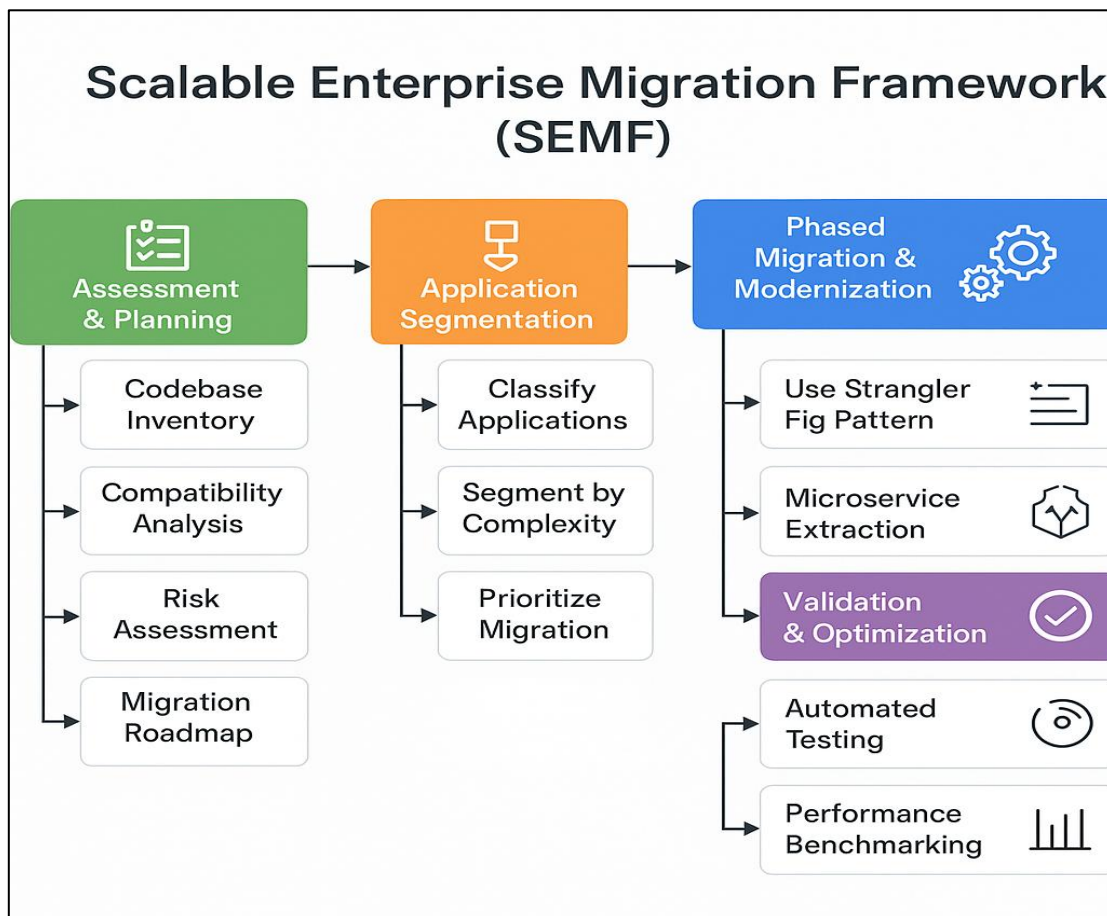 Scalable Enterprise Migration Framework
(SEMF)
Assessment
& Planning
Codebase
Inventory
Compatibility
Analysis
Risk
Assessment
Migration
Roadmap
Application
Segmentation
Classify
Applications
Segment by
Complexity
Prioritize
Migration
Phased
Migration &
Modernization
Use Strangler
Fig Pattern
Microservice
Extraction
Validation
& Optimization
Automated
Testing
Performance
Benchmarking